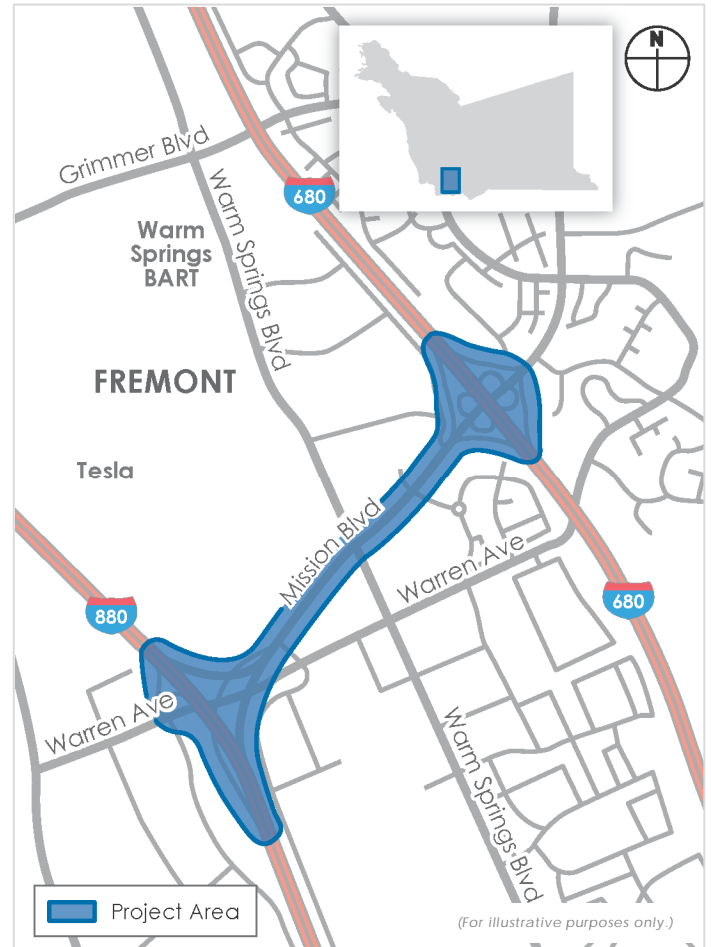 N
Grimmer Blvd
680
Warm
Springs
BART
Warm Springs Blvd
FREMONT
Tesla
Mission Blvd
Warren Ave
880
680
Warren Ave
Warm Springs Blvd
Project Area
(For illustrative purposes only.)